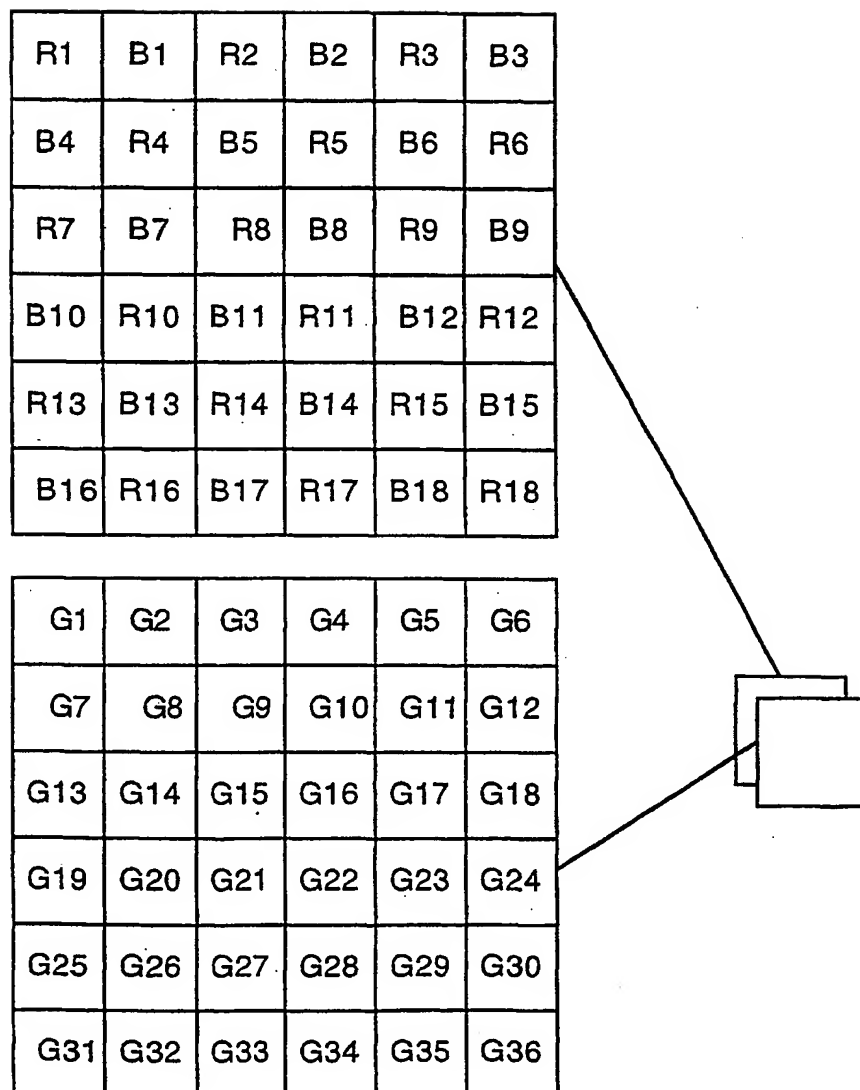 R1 B1 R2 B2 R3 B3
B4 R4 B5 R5 B6 R6
R7 B7 R8 B8 R9 B9
B10 R10 B11 R11 B12 R12
R13 B13 R14 B14 R15 B15
B16 R16 B17 R17 B18 R18
G1 G2 G3 G4 G5 G6
G7 G8 G9 G10 G11 G12
G13 G14 G15 G16 G17 G18
G19 G20 G21 G22 G23 G24
G25 G26 G27 G28 G29 G30
G31 G32 G33 G34 G35 G36